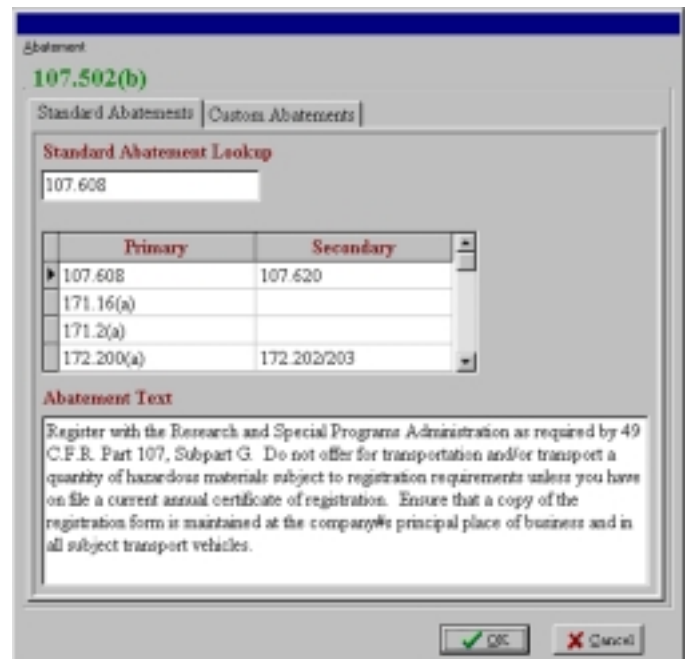 Abatement
107.502(b)
Standard Abatements Custom Abatements
Standard Abatement Lookup
107.608
Primary Secondary
107.608 107.620
171.16(a)
171.2(a)
172.200(a) 172.202/203
Abatement Text
Register with the Research and Special Programs Administration as required by 49
C.F.R. Part 107, Subpart G. Do not offer for transportation and/or transport a
quantity of hazardous materials subject to registration requirements unless you have
on file a current annual certificate of registration. Ensure that a copy of the
registration form is maintained at the company#s principal place of business and in
all subject transport vehicles.
OK Cancel